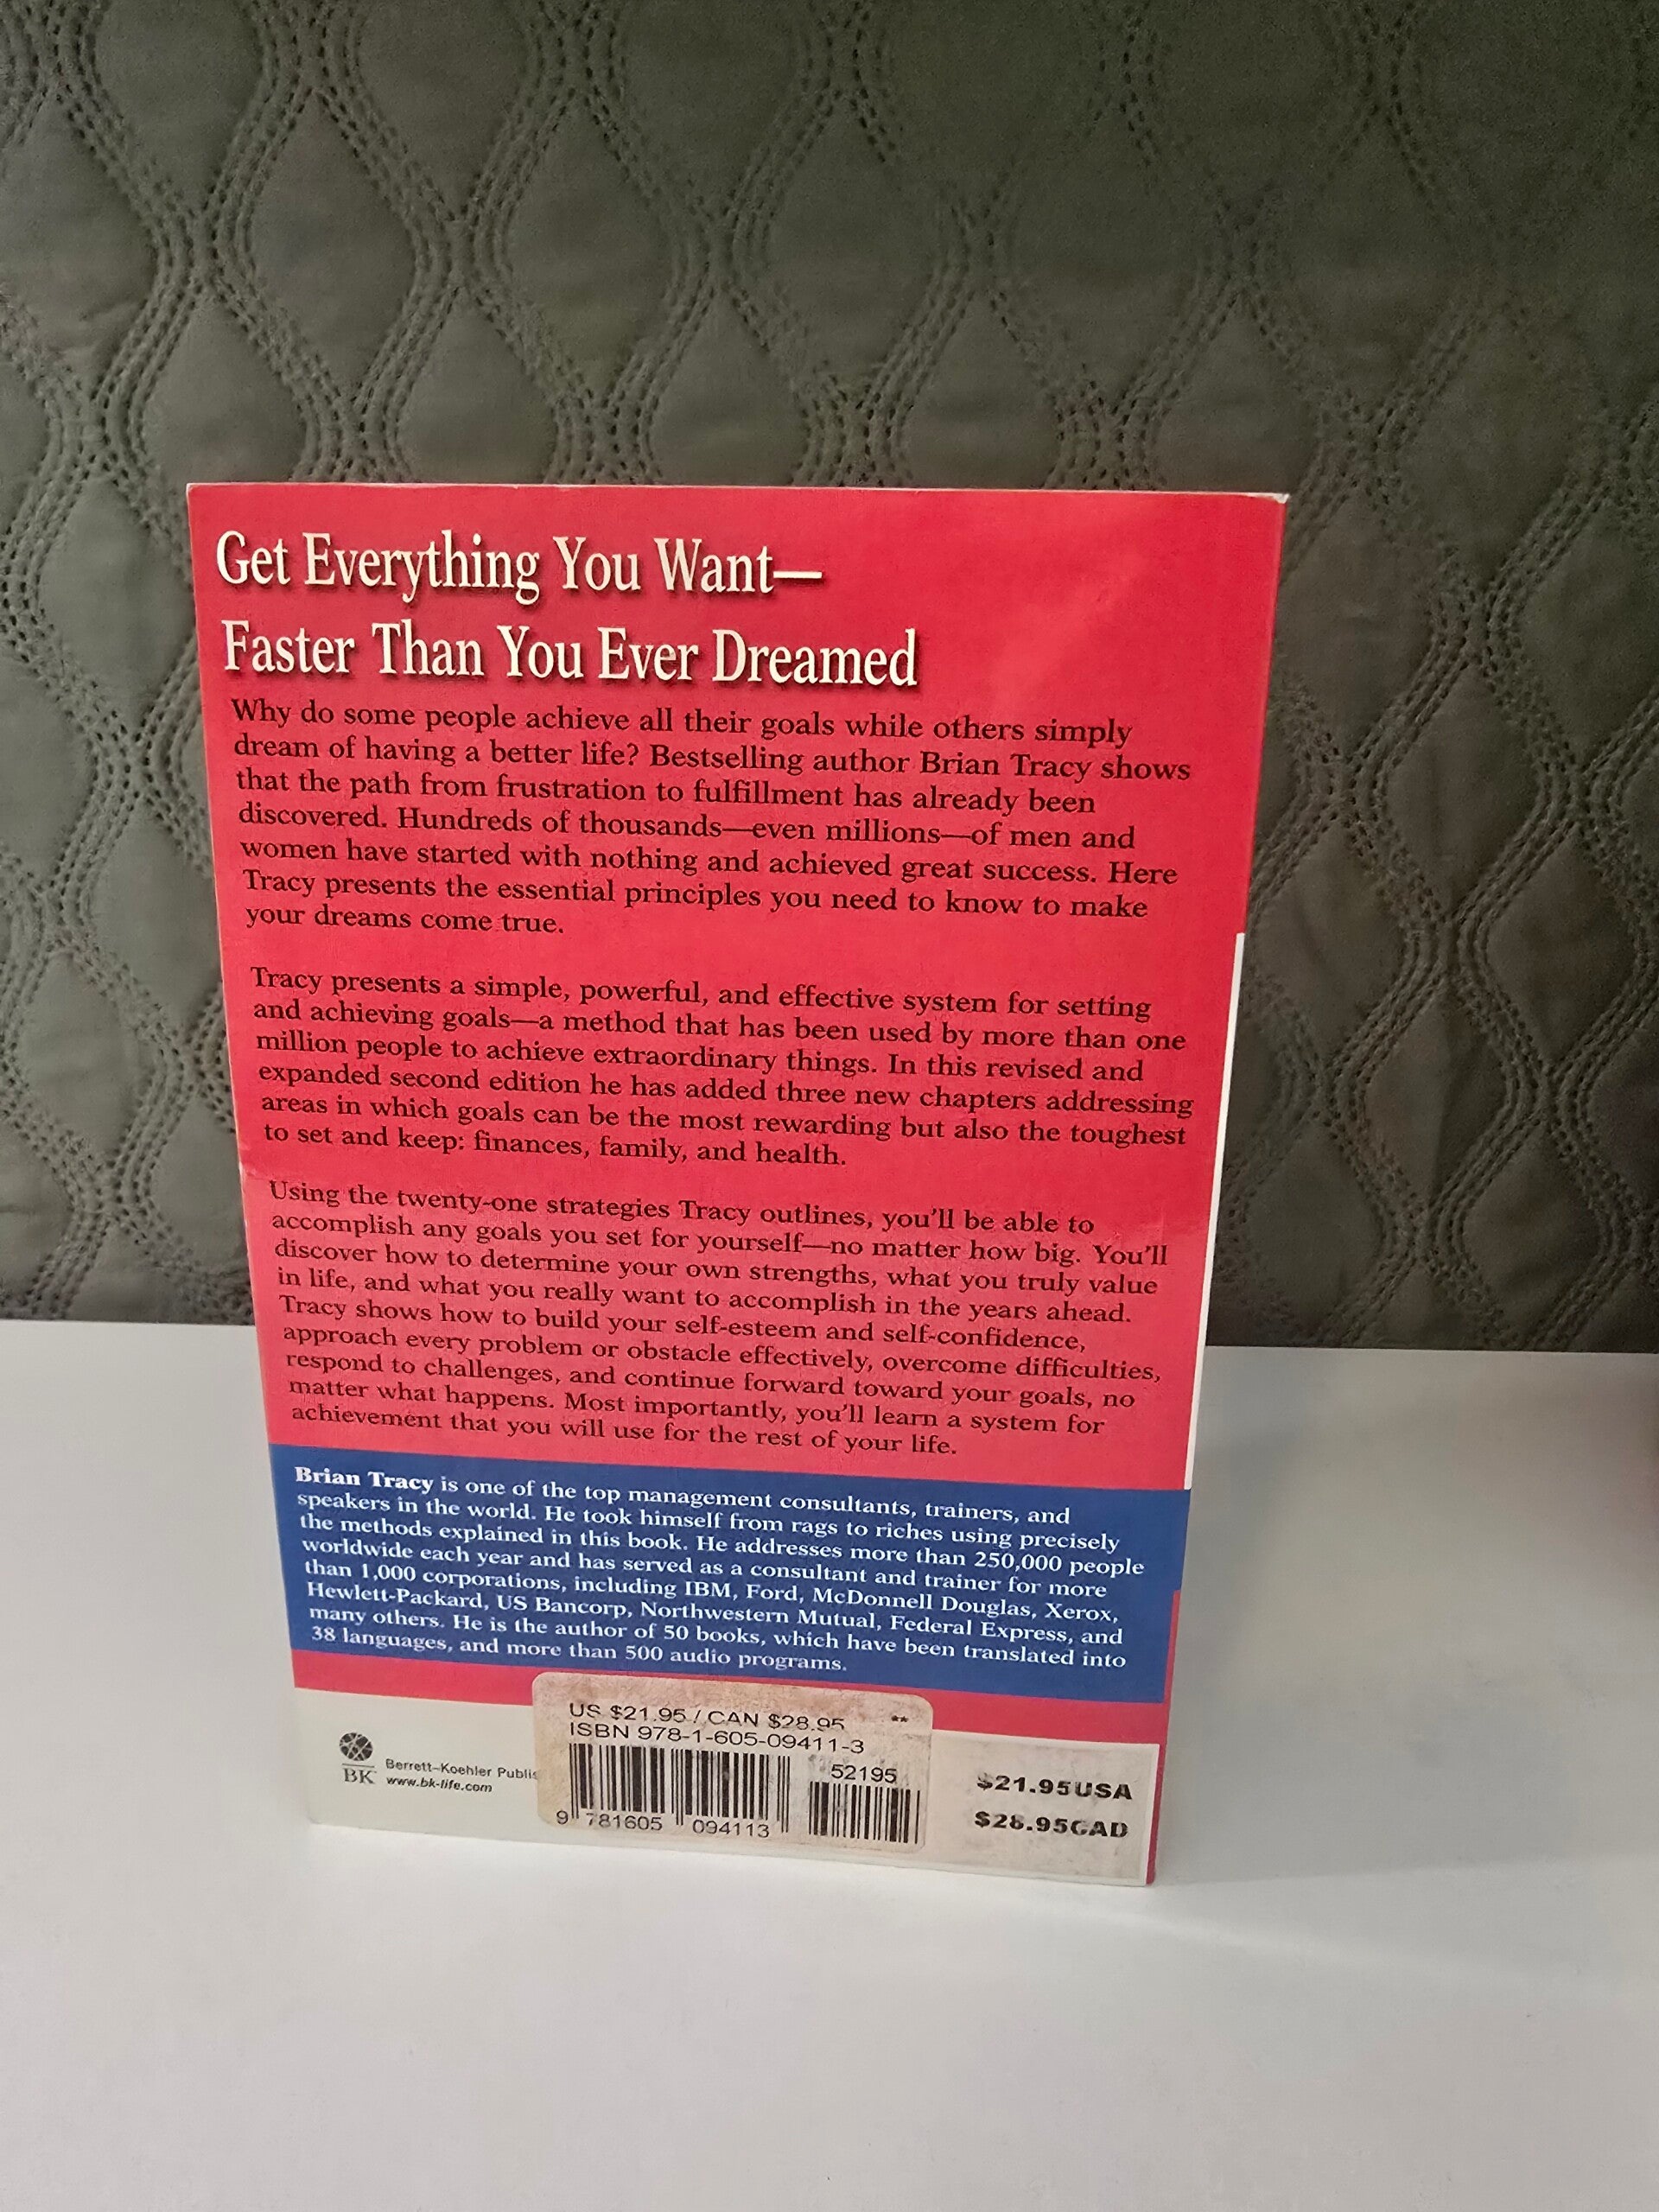 Get Everything You Want—
Faster Than You Ever Dreamed
Why do some people achieve all their goals while others simply
dream of having a better life? Bestselling author Brian Tracy shows
that the path from frustration to fulfillment has already been
discovered. Hundreds of thousands—even millions—of men and
women have started with nothing and achieved great success. Here
Tracy presents the essential principles you need to know to make
your dreams come true.
Tracy presents a simple, powerful, and effective system for setting
and achieving goals—a method that has been used by more than one
million people to achieve extraordinary things. In this revised and
expanded second edition he has added three new chapters addressing
areas in which goals can be the most rewarding but also the toughest
to set and keep: finances, family, and health.
Using the twenty-one strategies Tracy outlines, you'll be able to
accomplish any goals you set for yourself—no matter how big. You'll
discover how to determine your own strengths, what you truly value
in life, and what you really want to accomplish in the years ahead.
Tracy shows how to build your self-esteem and self-confidence,
approach every problem or obstacle effectively, overcome difficulties,
respond to challenges, and continue forward toward your goals, no
matter what happens. Most importantly, you'll learn a system for
achievement that you will use for the rest of your life.
Brian Tracy is one of the top management consultants, trainers, and
speakers in the world. He took himself from rags to riches using precisely
the methods explained in this book. He addresses more than 250,000 people
worldwide each year and has served as a consultant and trainer for more
than 1,000 corporations, including IBM, Ford, McDonnell Douglas, Xerox,
Hewlett-Packard, US Bancorp, Northwestern Mutual, Federal Express, and
many others. He is the author of 50 books, which have been translated into
38 languages, and more than 500 audio programs.
BK
Berrett–Koehler Publis
www.bk-life.com
US $21.95 / CAN $28.95 **
ISBN 978-1-605-09411-3
52195
9 781605 094113
$21.95USA
$28.95CAD